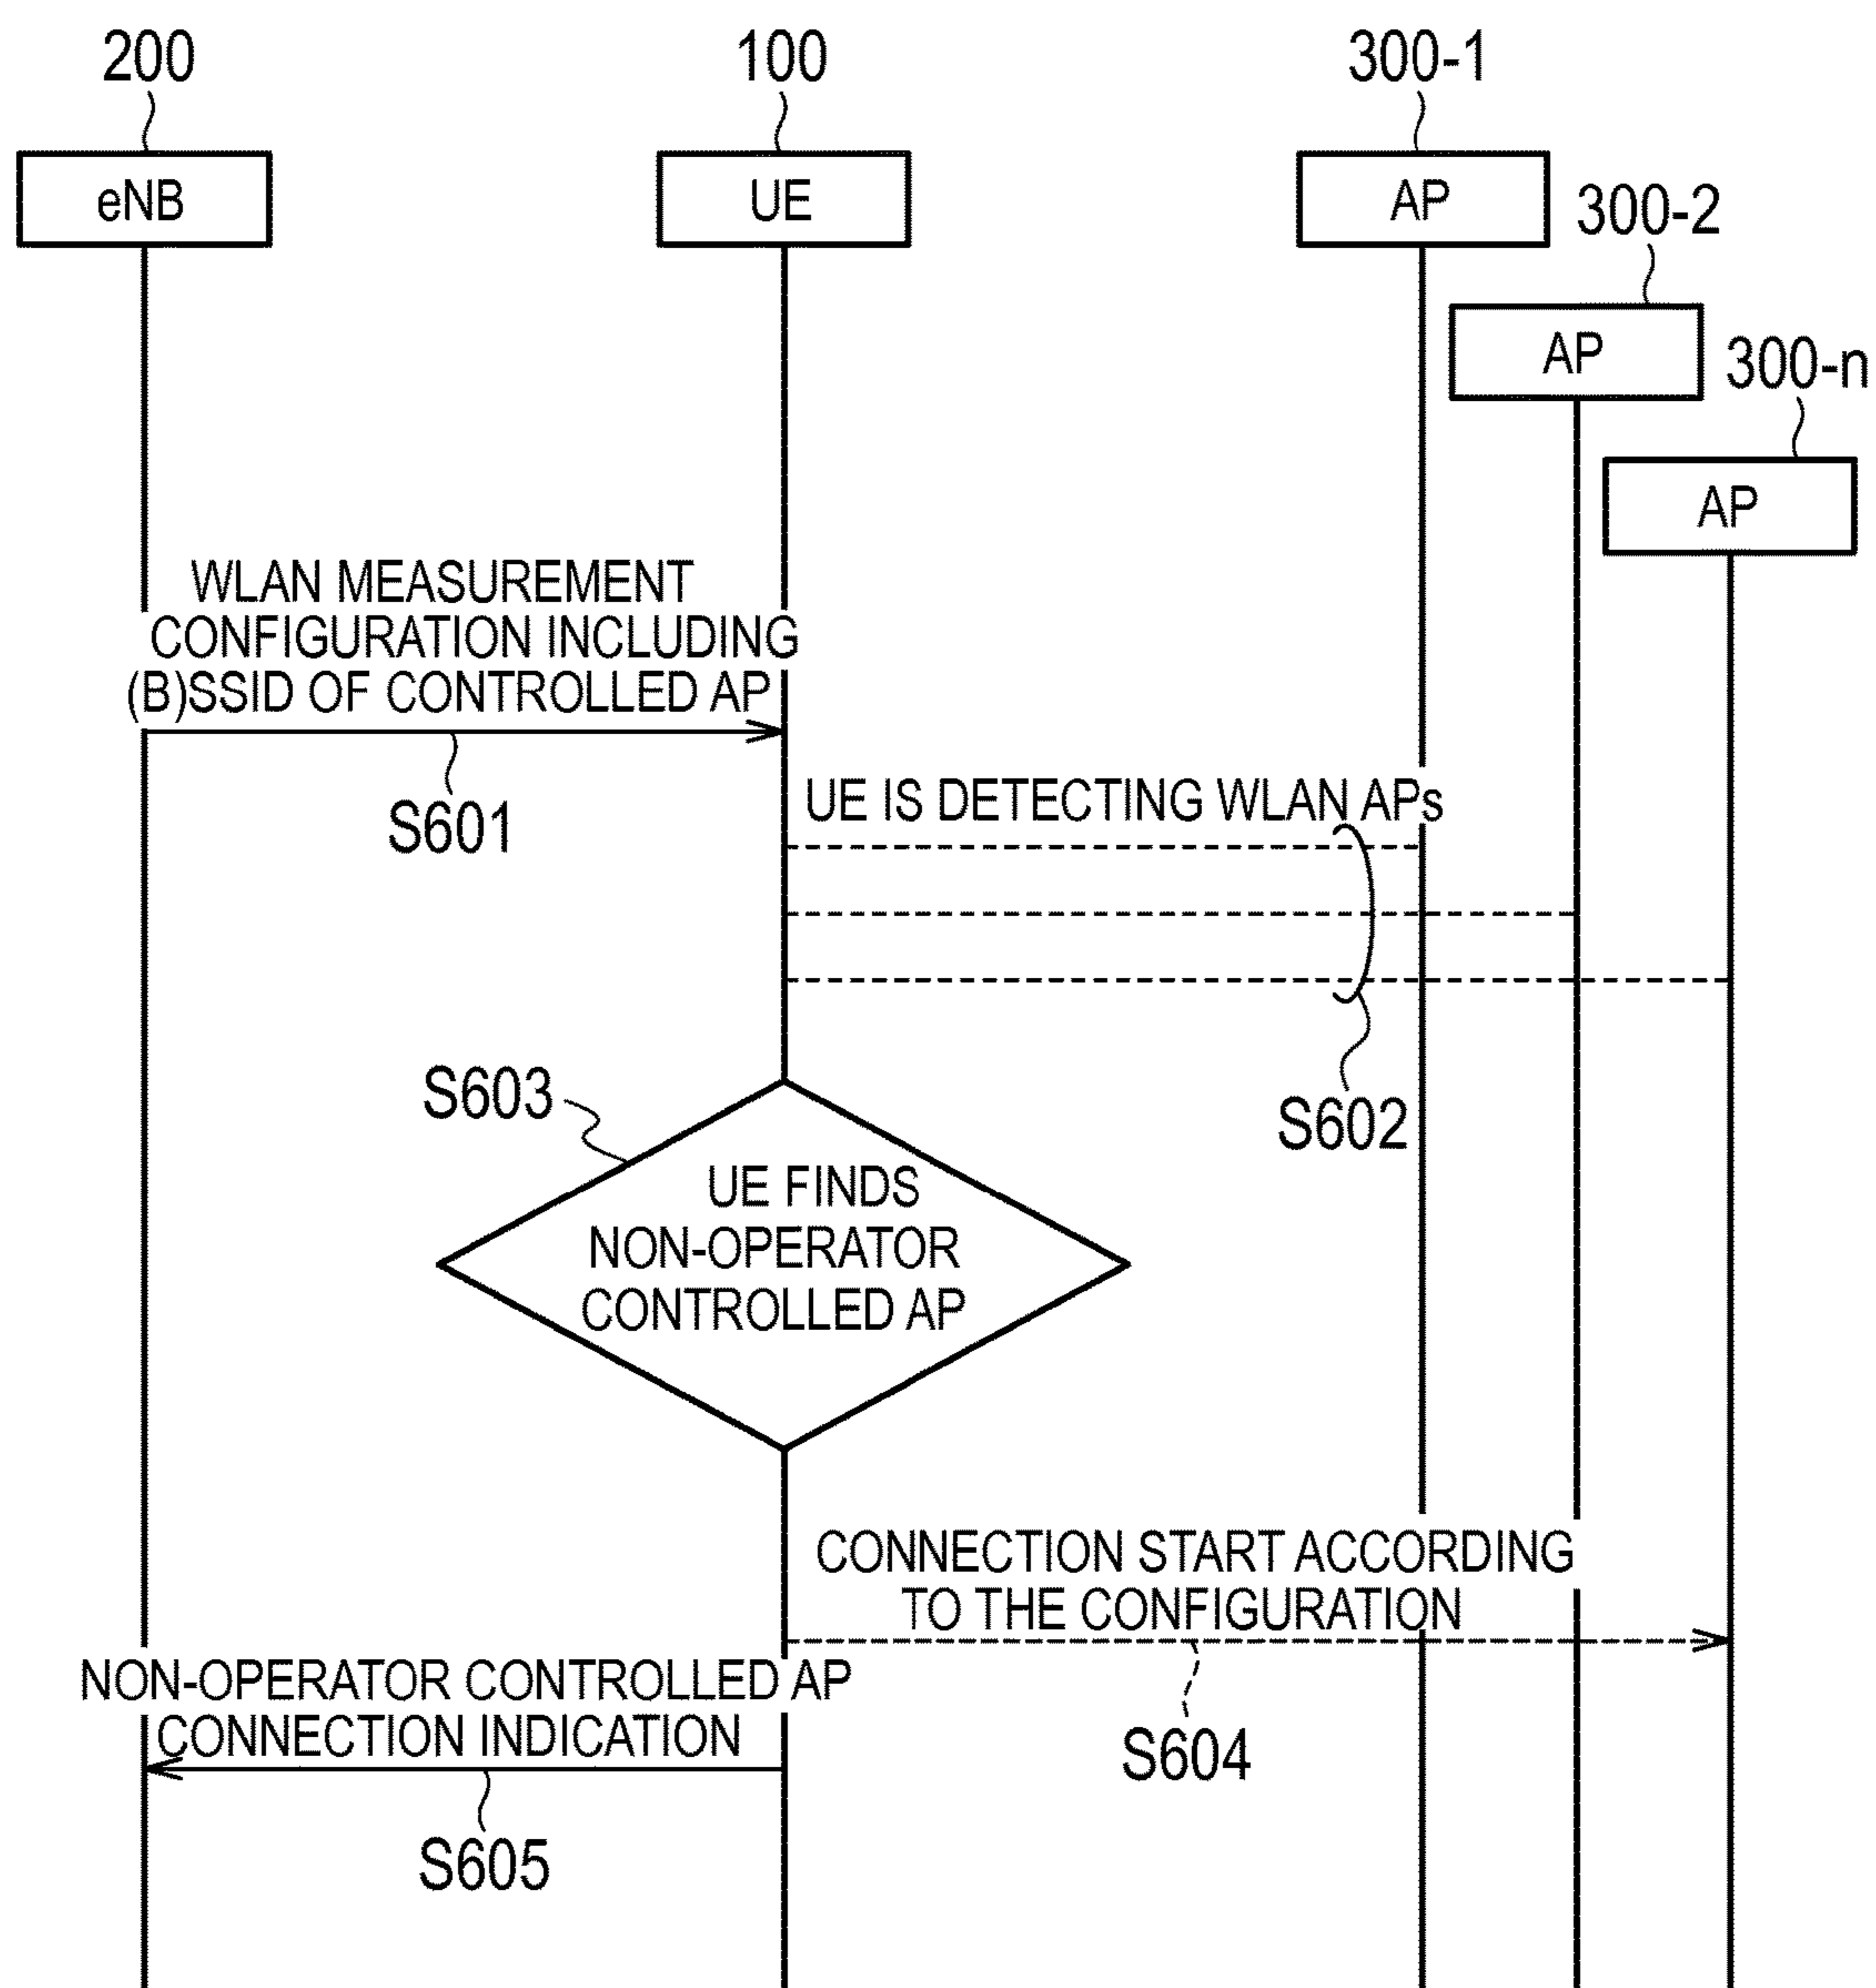 200
100
300-1
eNB
UE
AP
300-2
AP
300-n
AP
WLAN MEASUREMENT
CONFIGURATION INCLUDING
(B)SSID OF CONTROLLED AP
S601
UE IS DETECTING WLAN APs
S602
S603
UE FINDS
NON-OPERATOR
CONTROLLED AP
CONNECTION START ACCORDING
TO THE CONFIGURATION
S604
NON-OPERATOR CONTROLLED AP
CONNECTION INDICATION
S605